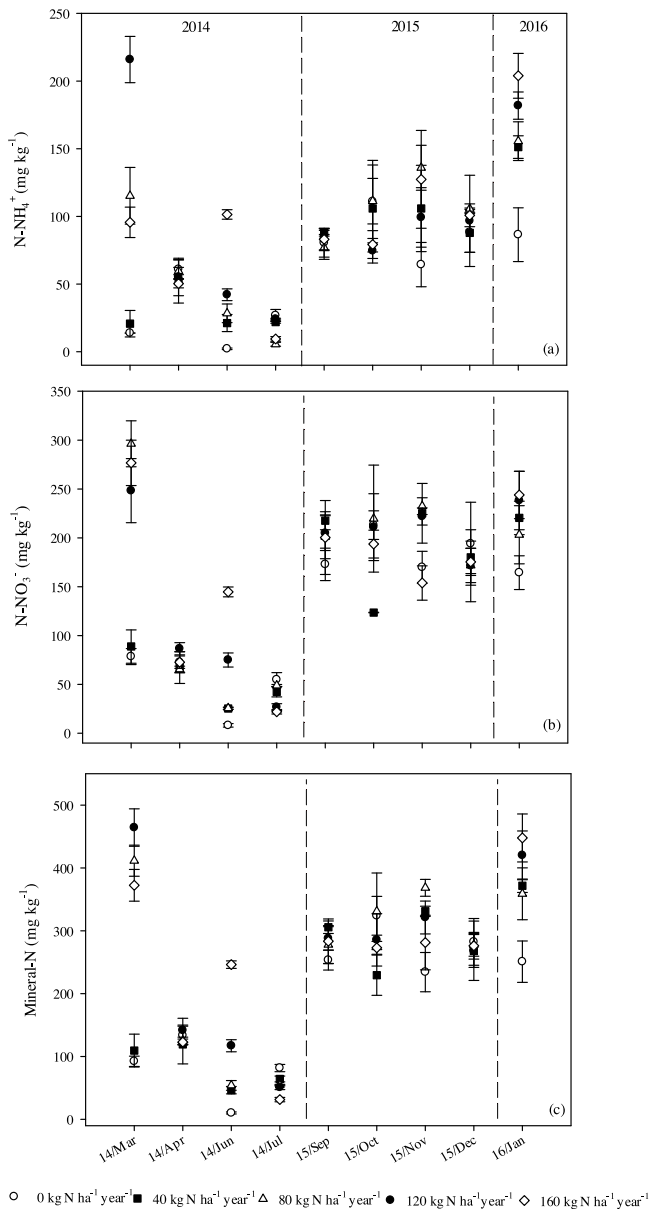 2014 2015 2016
250
200
150
100
50
0
N-NH₄⁺ (mg kg⁻¹)
(a)
350
300
250
200
150
100
50
0
N-NO₃⁻ (mg kg⁻¹)
(b)
500
400
300
200
100
0
Mineral-N (mg kg⁻¹)
(c)
14/Mar 14/Apr 14/Jun 14/Jul 15/Sep 15/Oct 15/Nov 15/Dec 16/Jan
0 kg N ha⁻¹ year⁻¹ 40 kg N ha⁻¹ year⁻¹ 80 kg N ha⁻¹ year⁻¹ 120 kg N ha⁻¹ year⁻¹ 160 kg N ha⁻¹ year⁻¹